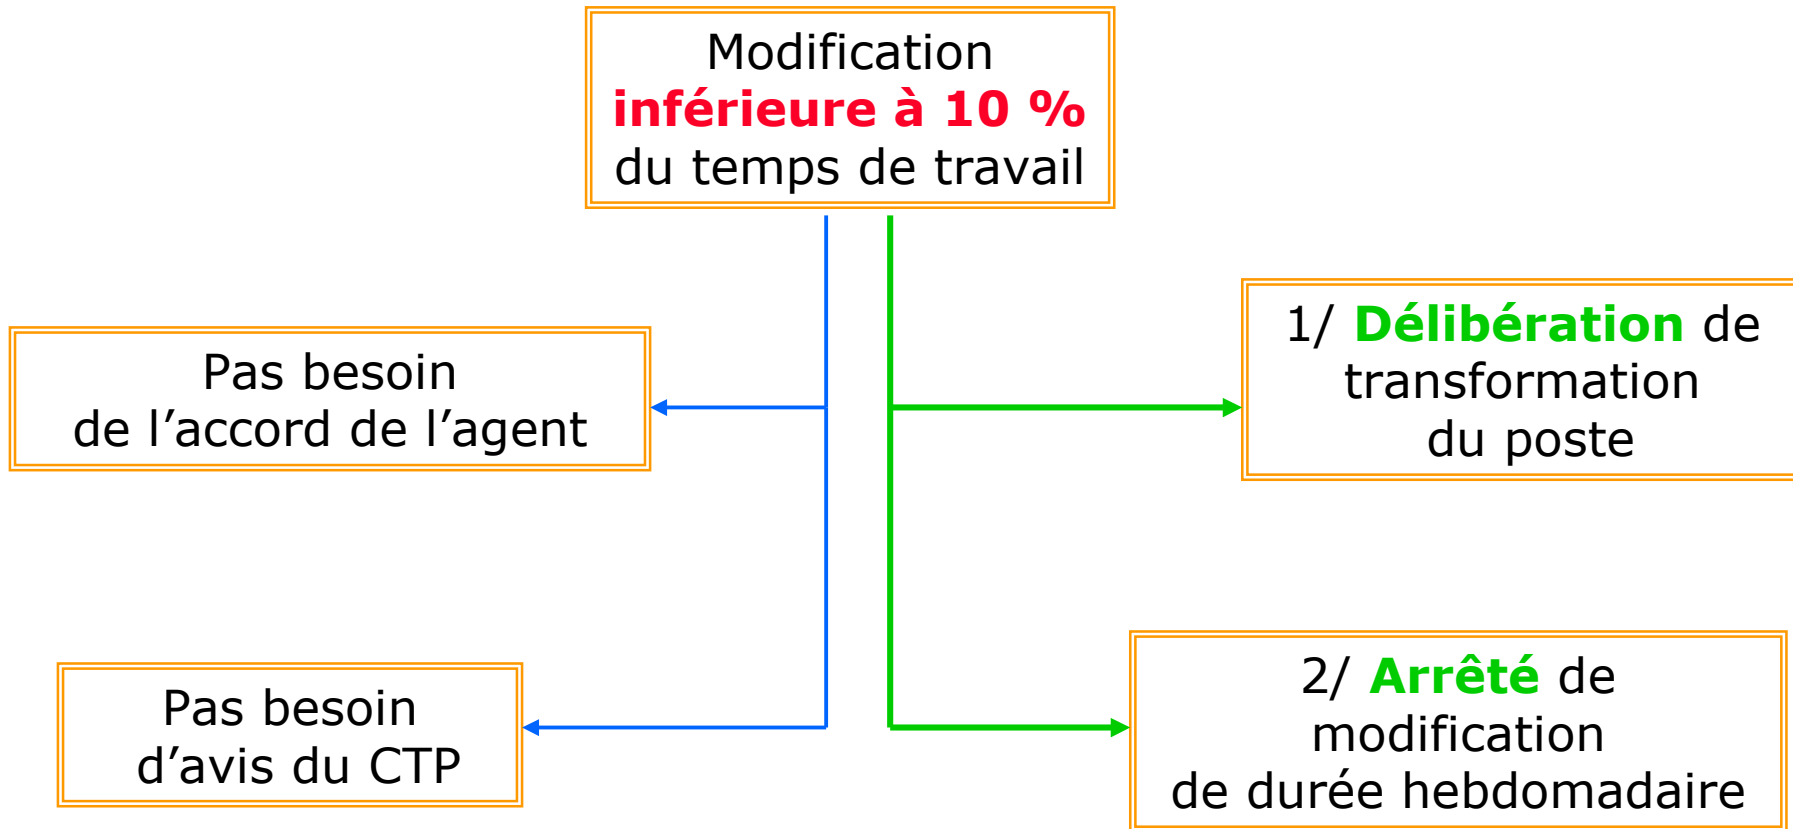 Modification
inférieure à 10 %
du temps de travail
Pas besoin
de l’accord de l’agent
1/ Délibération de
transformation
du poste
Pas besoin
d’avis du CTP
2/ Arrêté de
modification
de durée hebdomadaire